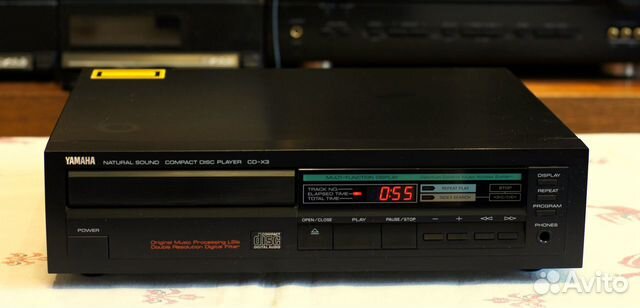 YAMAHA NATURAL SOUND COMPACT DISC PLAYER CD-X3
MULTI-FUNCTION DISPLAY
TRACK NO.
ELAPSED TIME
TOTAL TIME
0:55
REPEAT PLAY
INDEX SEARCH
STOP
DISPLAY
REPEAT
PROGRAM
PHONES
OPEN/CLOSE PLAY PAUSE/STOP
POWER
Original Music Processing LSIs
Double Resolution Digital Filter
COMPACT
disc
DIGITAL AUDIO
Avito